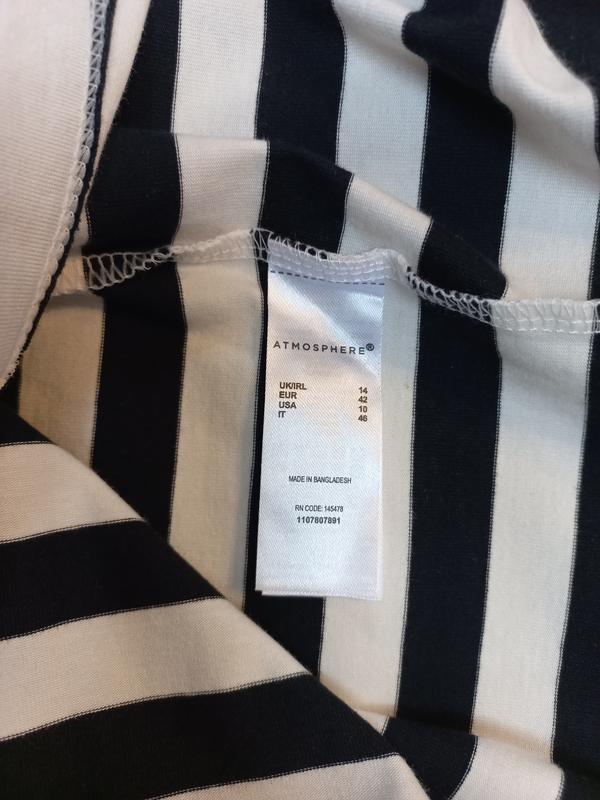 ATMOSPHERE®
UK/IRL 14
EUR 42
USA 10
IT 46
MADE IN BANGLADESH
RN CODE: 145478
1107807891